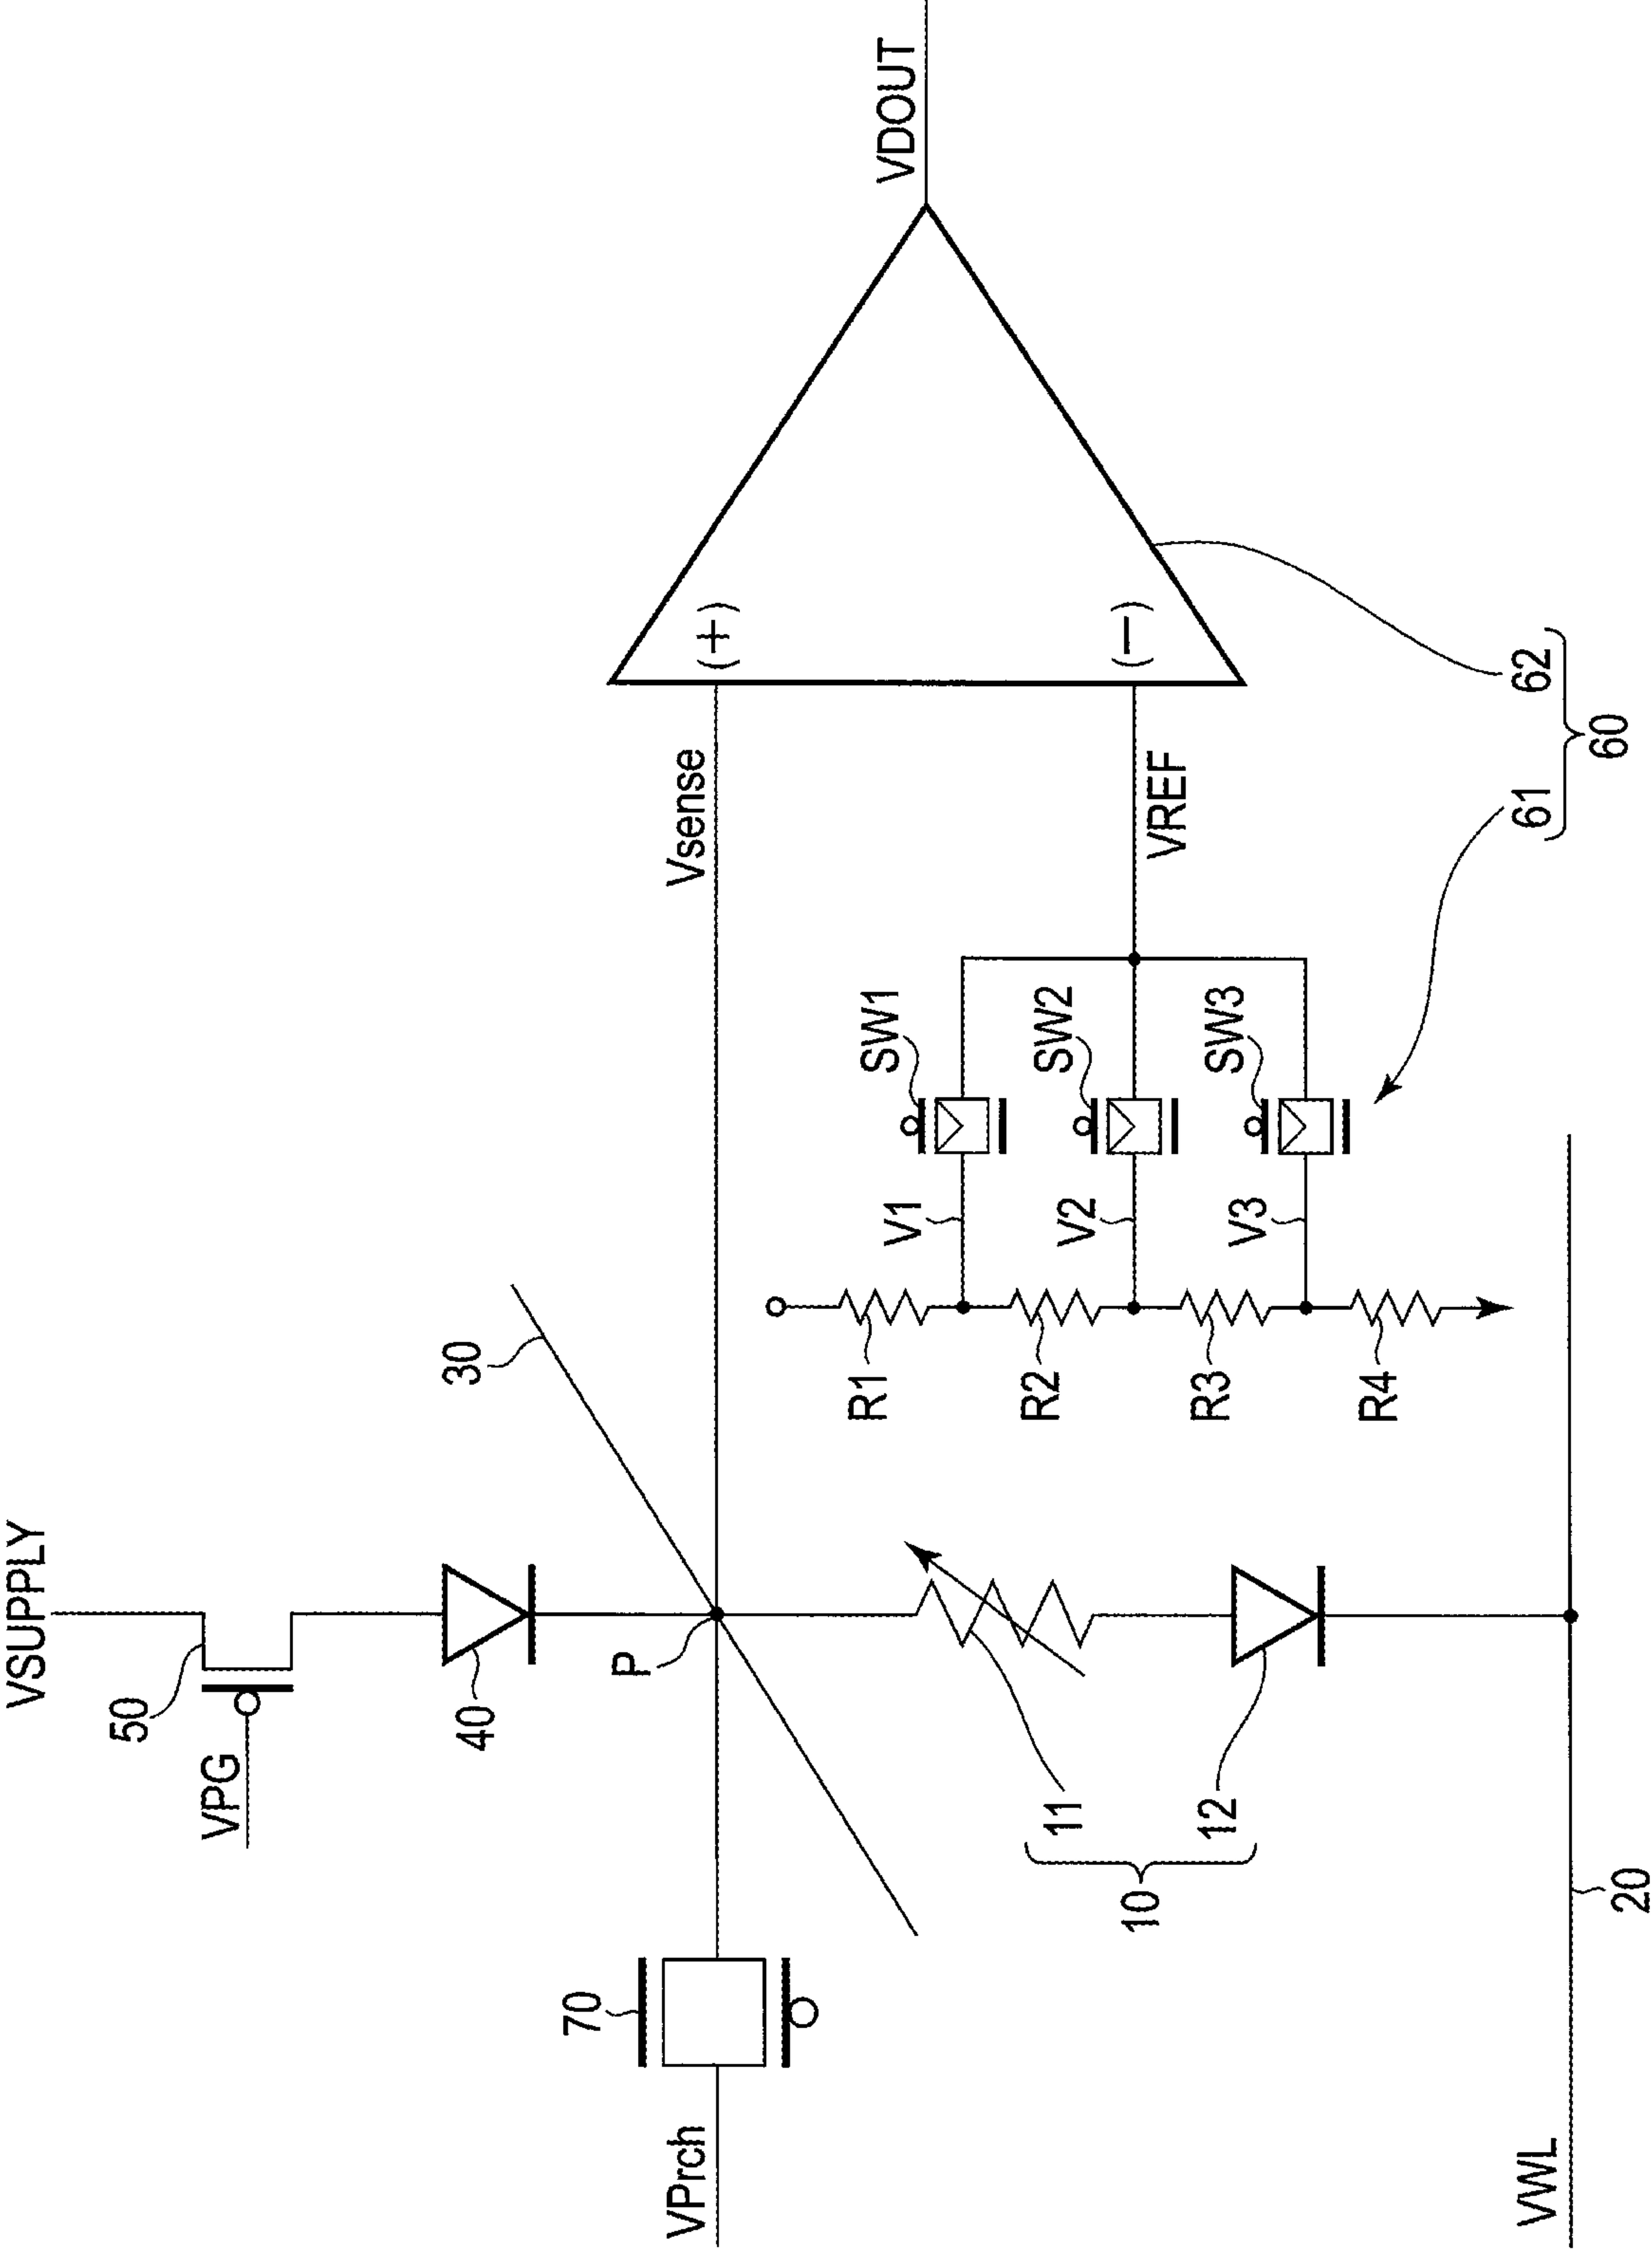 VSUPPLY
50
VPG
40
30
P
70
VPrch
Vsense
(+)
(−)
VREF
VDOUT
11
12
10
R1
R2
R3
R4
V1
V2
V3
SW1
SW2
SW3
61
62
60
VWL
20